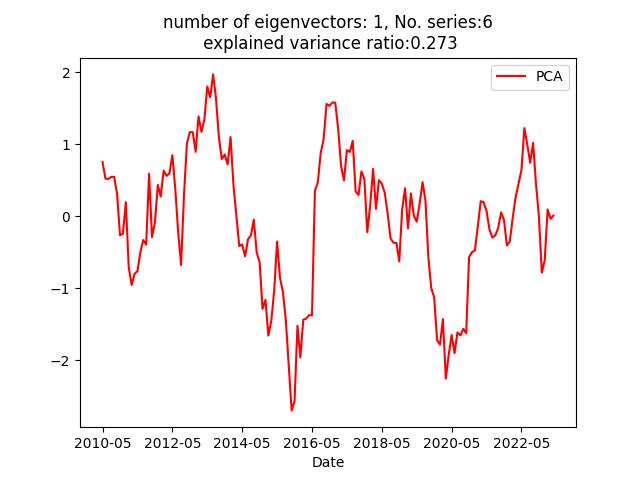 number of eigenvectors: 1, No. series:6
explained variance ratio:0.273
PCA
2
1
0
−1
−2
2010-05 2012-05 2014-05 2016-05 2018-05 2020-05 2022-05
Date